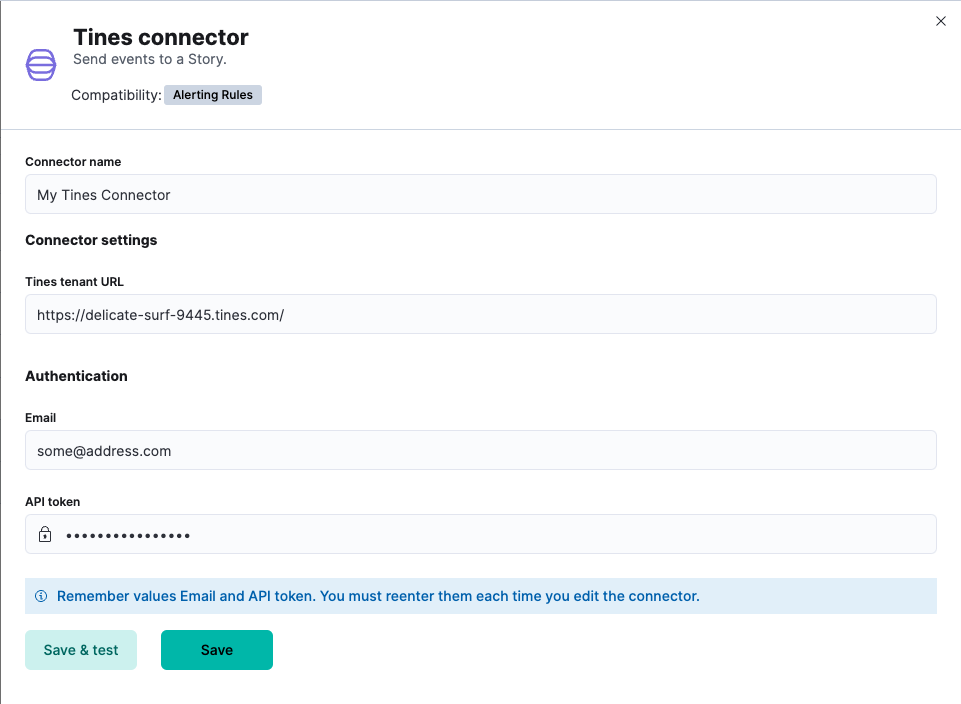 Tines connector
Send events to a Story.
Compatibility: Alerting Rules
Connector name
My Tines Connector
Connector settings
Tines tenant URL
https://delicate-surf-9445.tines.com/
Authentication
Email
some@address.com
API token
••••••••••••••••
Remember values Email and API token. You must reenter them each time you edit the connector.
Save & test
Save